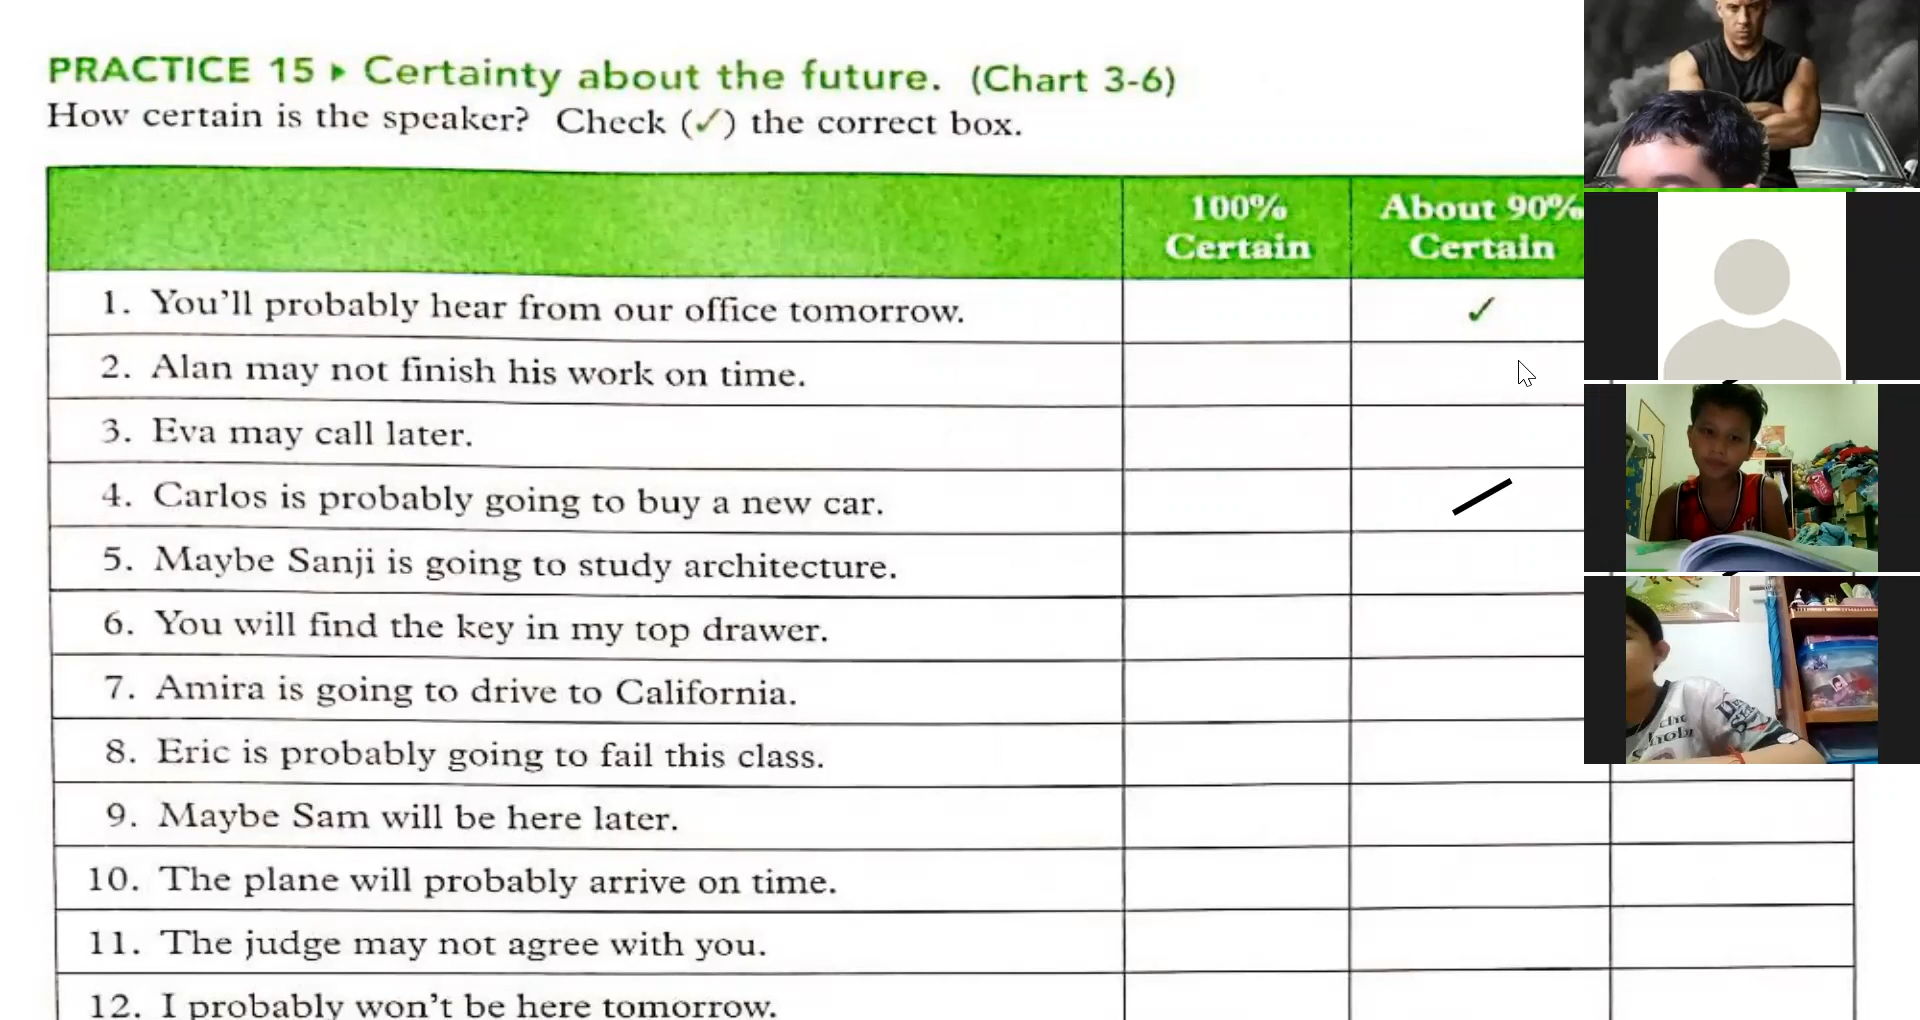 PRACTICE 15 ▸ Certainty about the future. (Chart 3-6)
How certain is the speaker? Check (✓) the correct box.
100% Certain
About 90% Certain
1. You'll probably hear from our office tomorrow. ✓
2. Alan may not finish his work on time.
3. Eva may call later.
4. Carlos is probably going to buy a new car.
5. Maybe Sanji is going to study architecture.
6. You will find the key in my top drawer.
7. Amira is going to drive to California.
8. Eric is probably going to fail this class.
9. Maybe Sam will be here later.
10. The plane will probably arrive on time.
11. The judge may not agree with you.
12. I probably won't be here tomorrow.